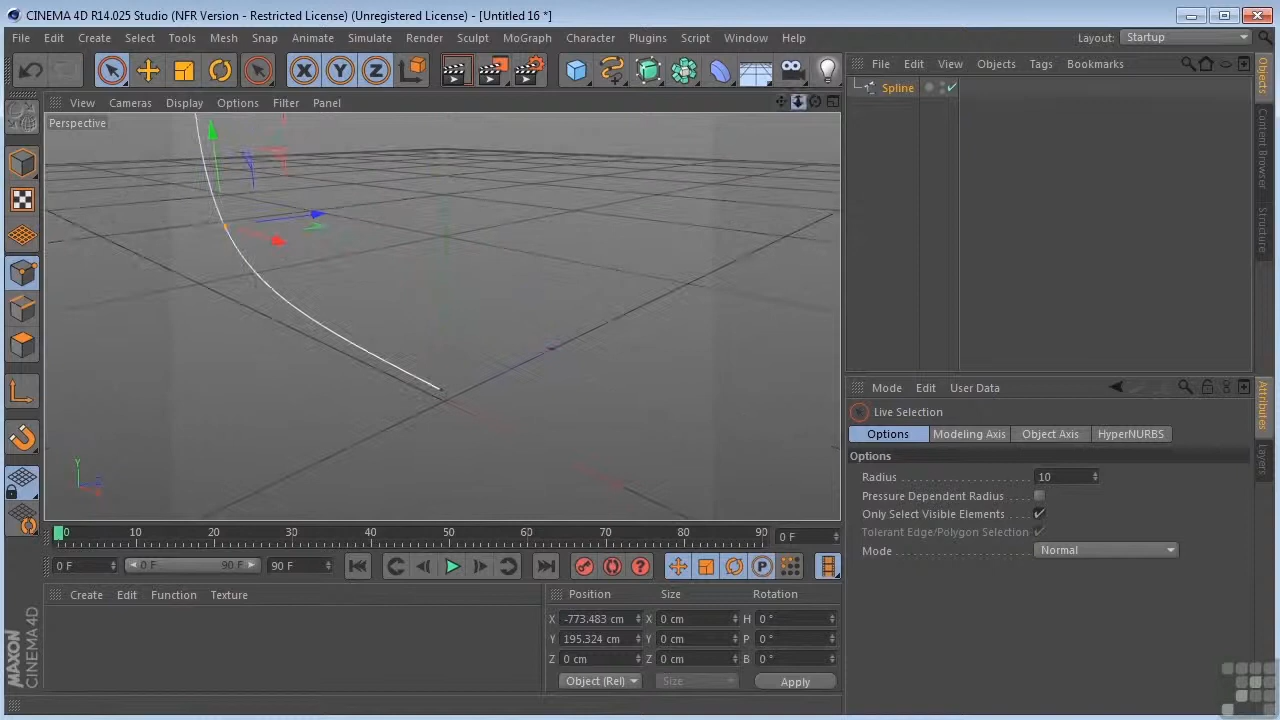 CINEMA 4D R14.025 Studio (NFR Version - Restricted License) (Unregistered License) - [Untitled 16 *]
File Edit Create Select Tools Mesh Snap Animate Simulate Render Sculpt MoGraph Character Plugins Script Window Help Layout: Startup
X Y Z
File Edit View Objects Tags Bookmarks
View Cameras Display Options Filter Panel
Spline
Perspective
Objects
Content Browser
Structure
Mode Edit User Data
Live Selection
Options Modeling Axis Object Axis HyperNURBS
Options
Radius 10
Pressure Dependent Radius
Only Select Visible Elements
Tolerant Edge/Polygon Selection
Mode Normal
Attributes
Layers
Y
Z
X
0 10 20 30 40 50 60 70 80 90 0 F
0 F 0 F 90 F 90 F P
Create Edit Function Texture
Position Size Rotation
X -773.483 cm X 0 cm H 0 °
Y 195.324 cm Y 0 cm P 0 °
Z 0 cm Z 0 cm B 0 °
Object (Rel) Size Apply
MAXON
CINEMA 4D